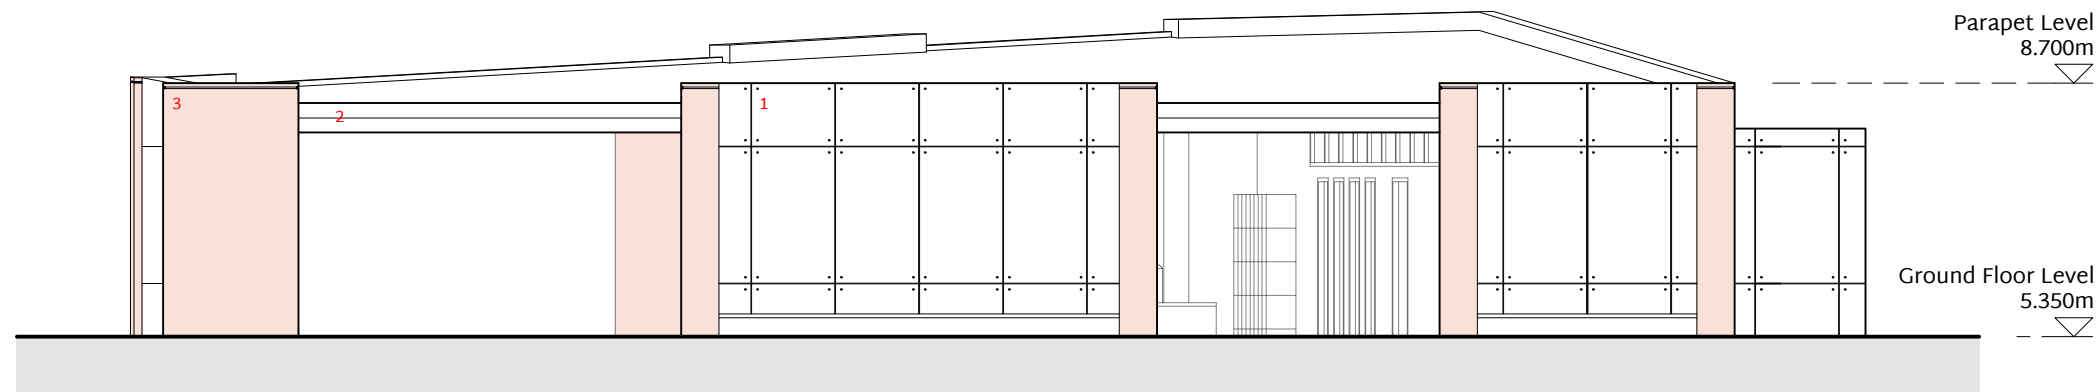 Parapet Level
8.700m
3
1
2
Ground Floor Level
5.350m